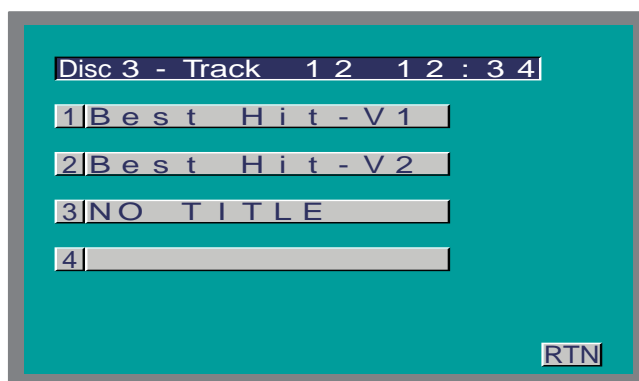 Disc 3 - Track 12 12:34
1 Best Hit-V1
2 Best Hit-V2
3 NO TITLE
4
RTN